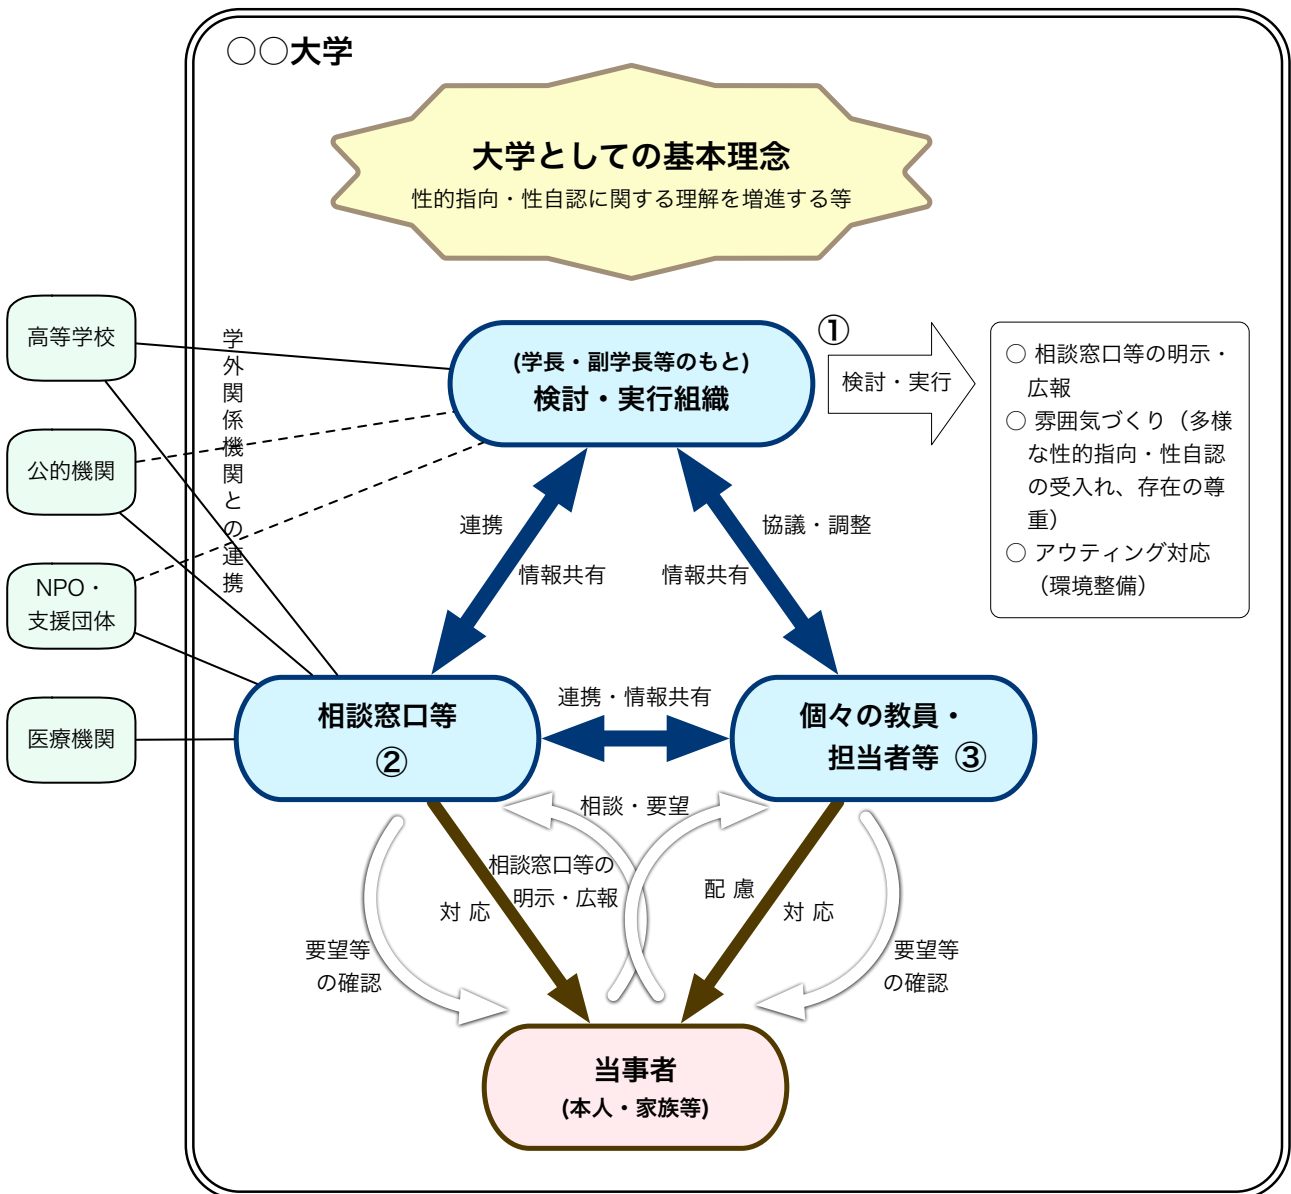 ○○大学
大学としての基本理念
性的指向・性自認に関する理解を増進する等
高等学校
公的機関
NPO・
支援団体
医療機関
学外関係機関との連携
(学長・副学長等のもと)
検討・実行組織
①
検討・実行
○ 相談窓口等の明示・
広報
○ 雰囲気づくり（多様
な性的指向・性自認
の受入れ、存在の尊
重）
○ アウティング対応
（環境整備）
連携
情報共有
協議・調整
情報共有
相談窓口等
②
連携・情報共有
個々の教員・
担当者等 ③
相談・要望
相談窓口等の
明示・広報
対 応
配 慮
対 応
要望等
の確認
要望等
の確認
当事者
(本人・家族等)